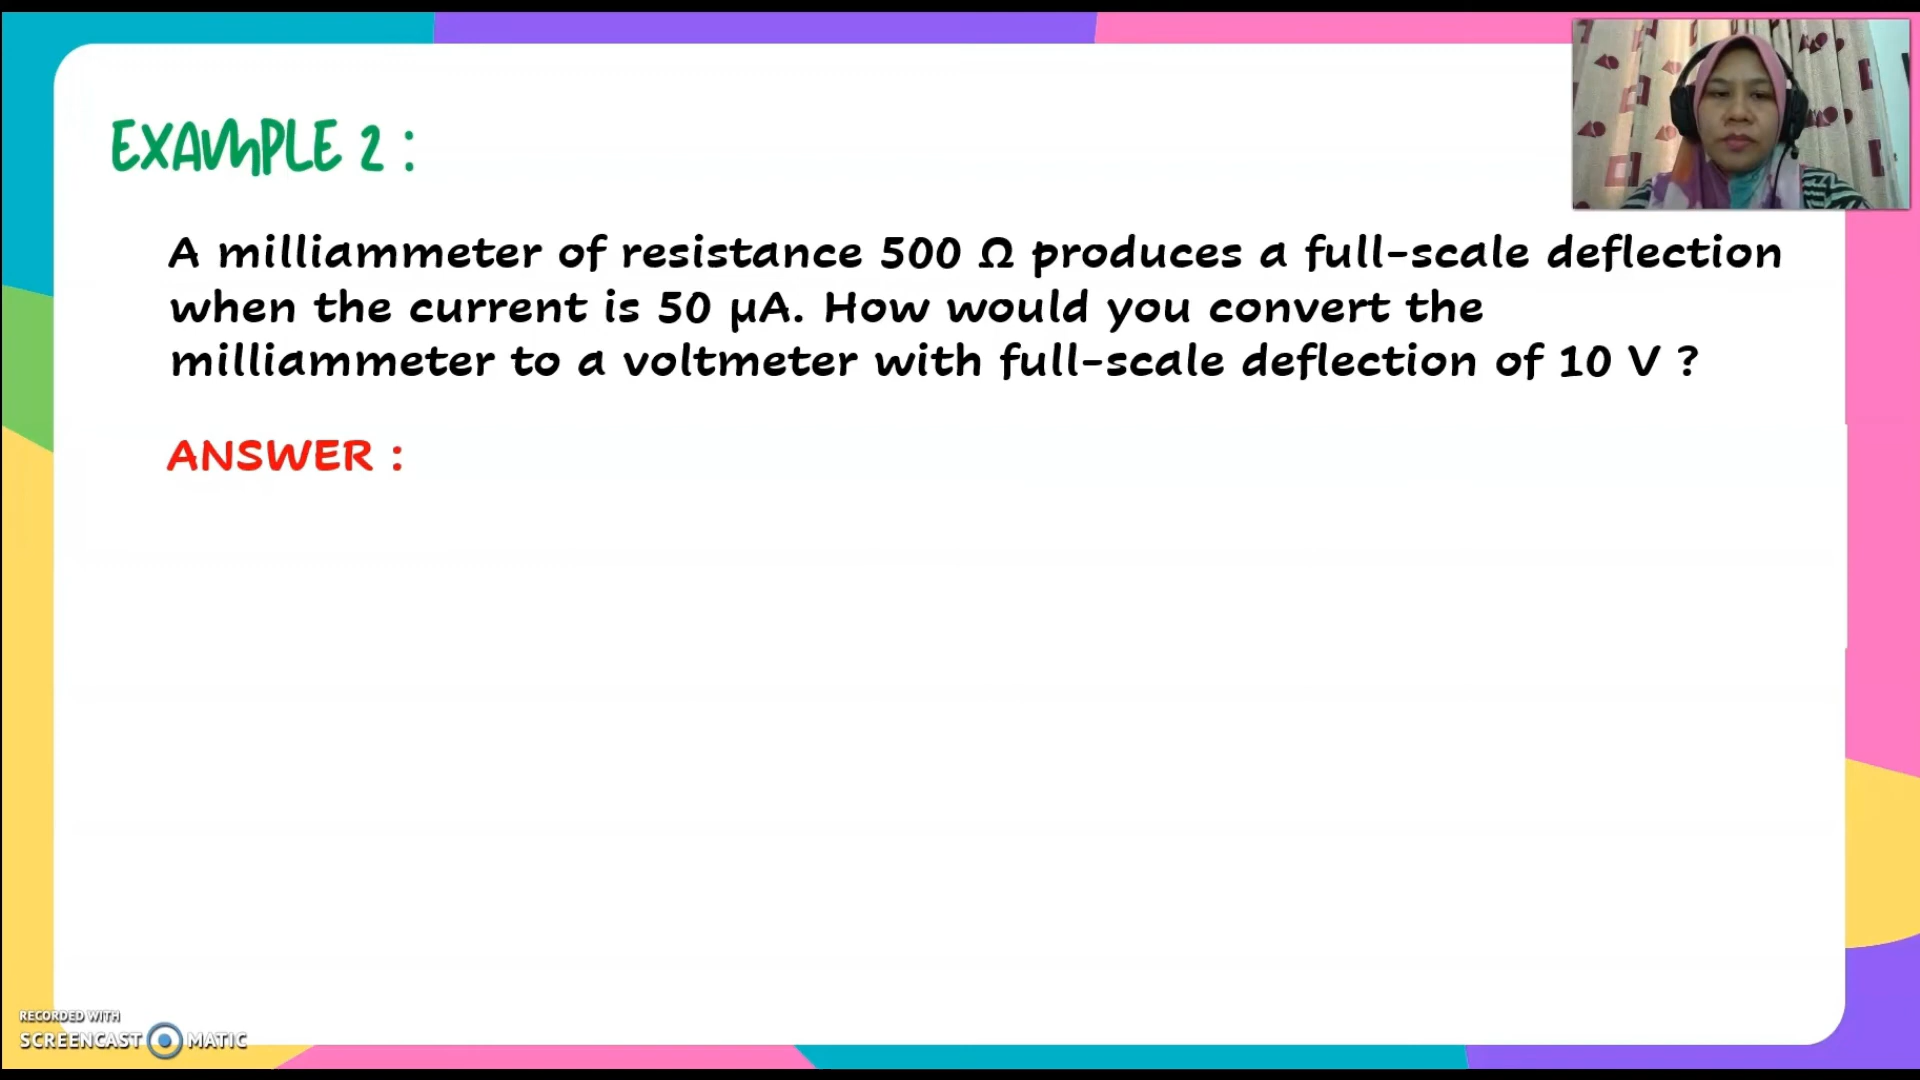 EXAMPLE 2 :
A milliammeter of resistance 500 Ω produces a full-scale deflection
when the current is 50 μA. How would you convert the
milliammeter to a voltmeter with full-scale deflection of 10 V ?
ANSWER :
RECORDED WITH
SCREENCAST MATIC